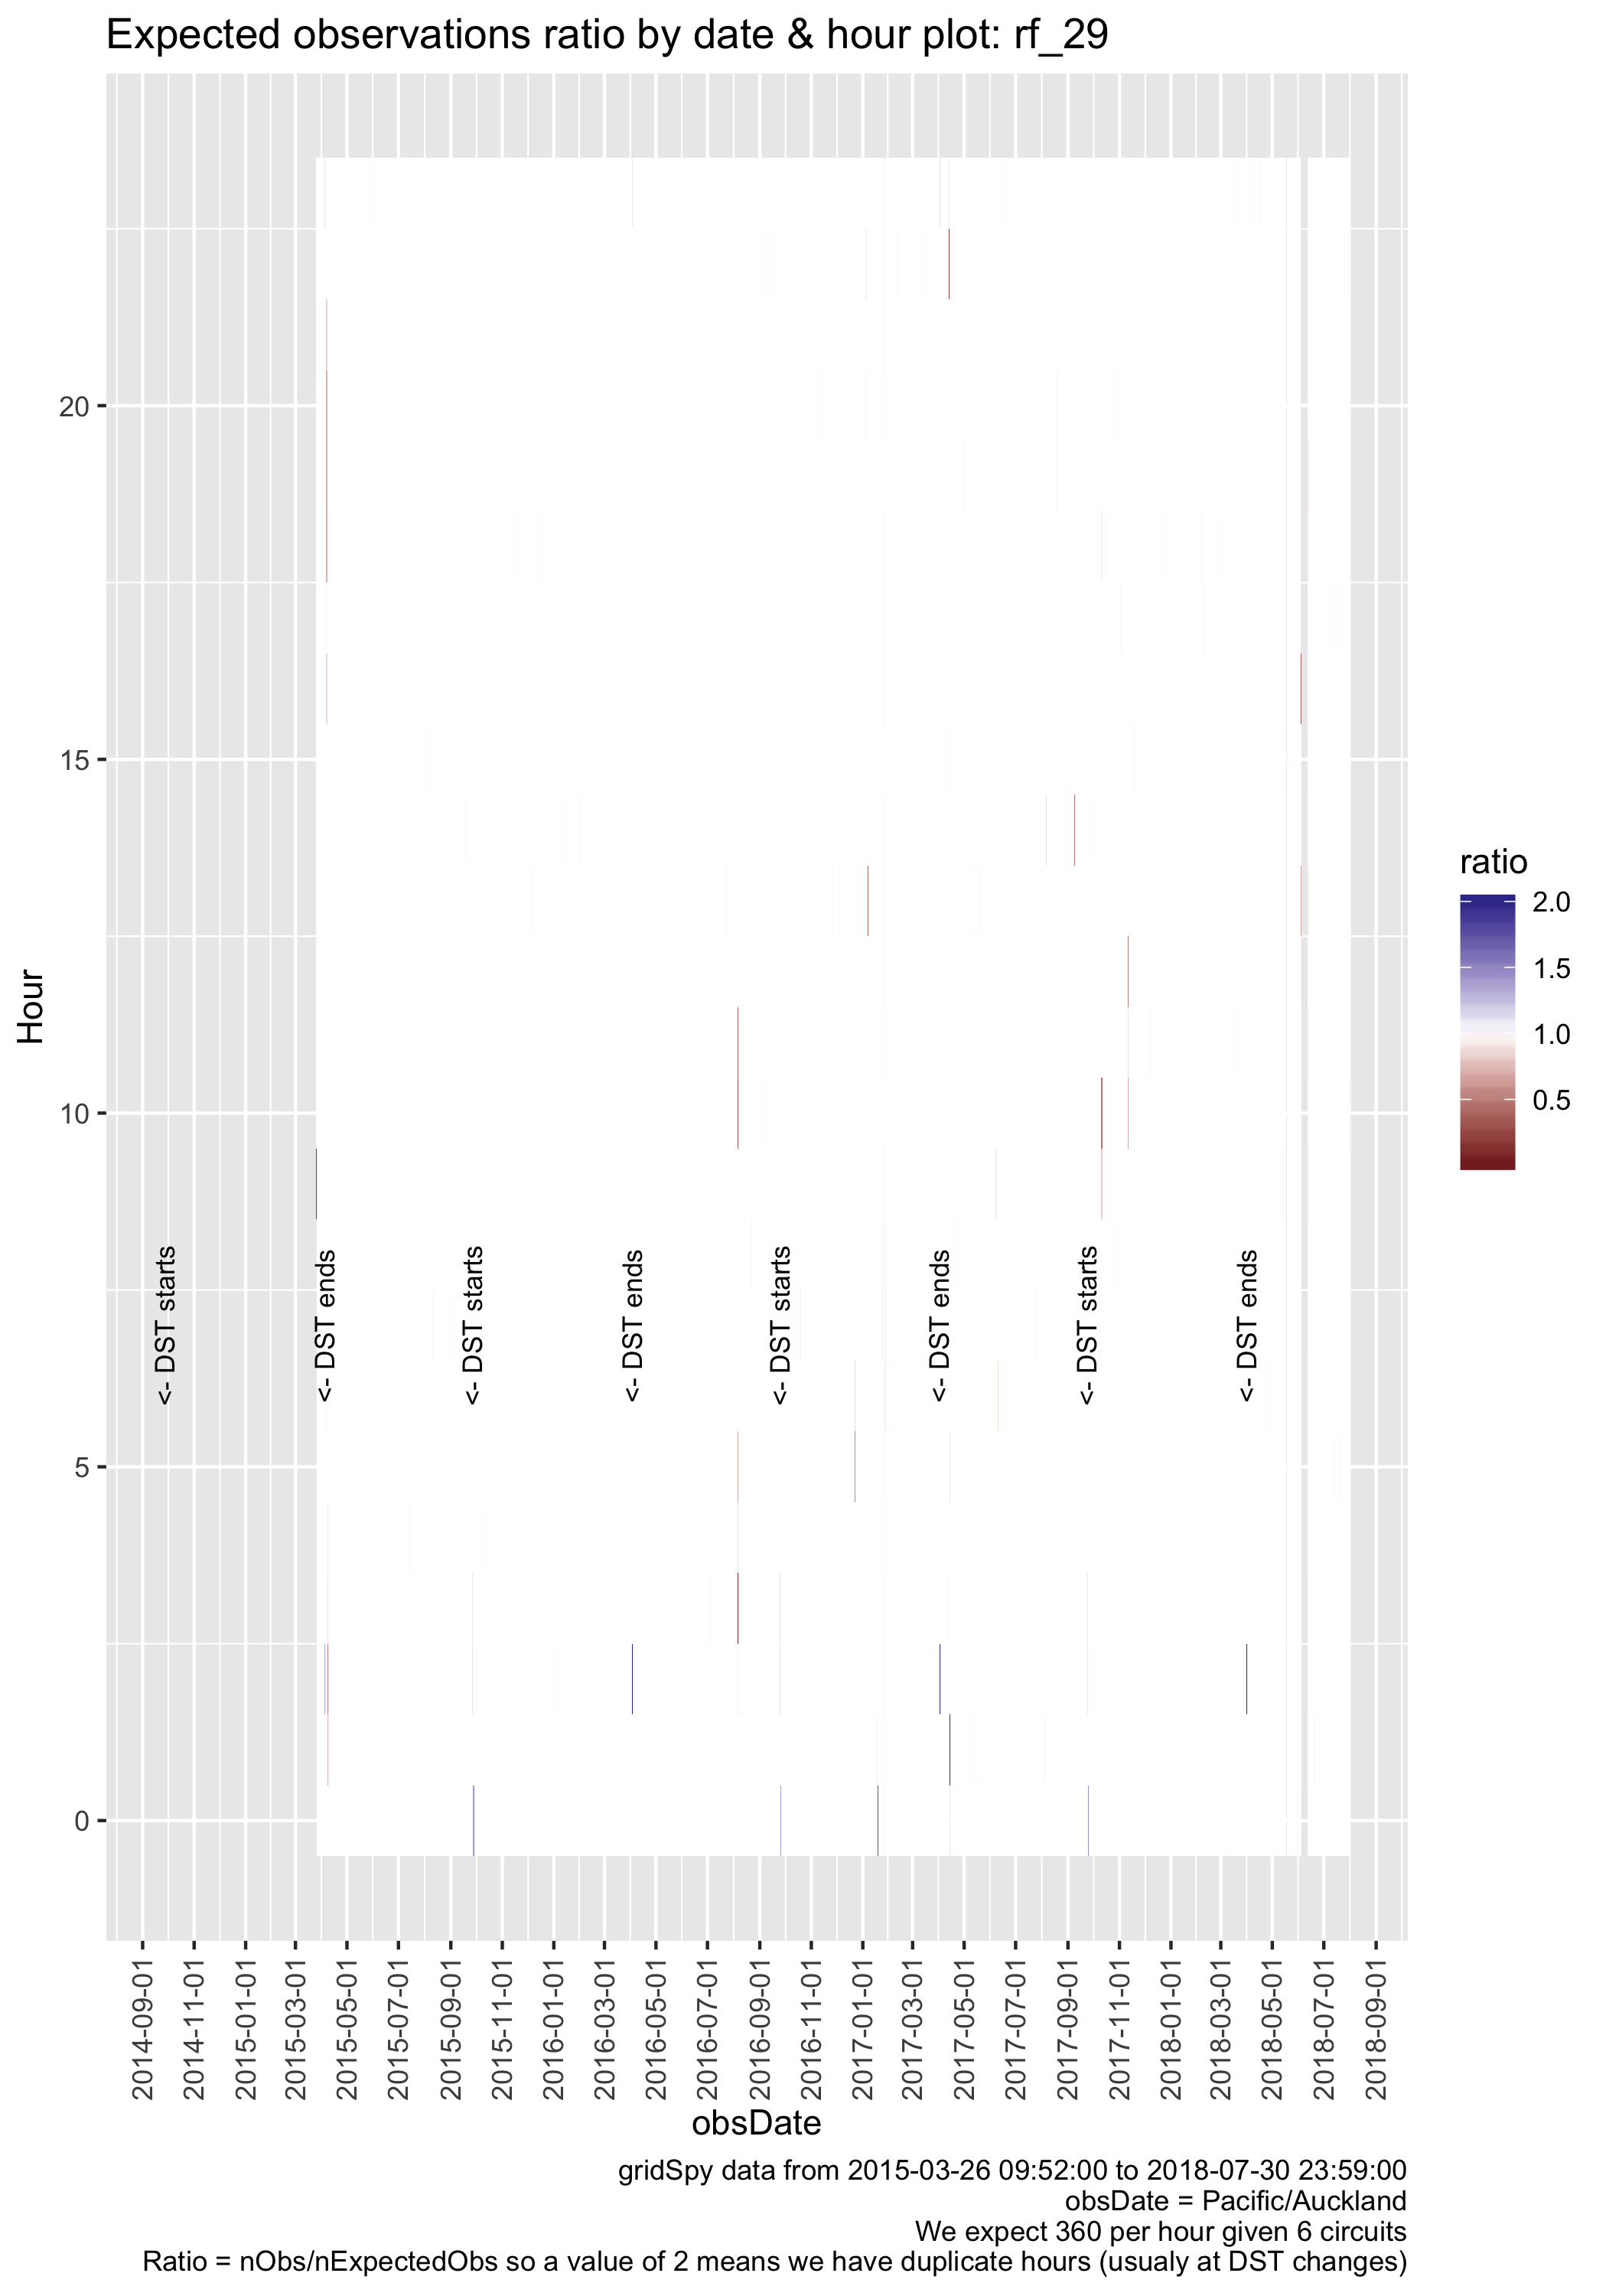 Expected observations ratio by date & hour plot: rf_29
Hour
20
15
10
5
0
<- DST starts
<- DST ends
<- DST starts
<- DST ends
<- DST starts
<- DST ends
<- DST starts
<- DST ends
ratio
2.0
1.5
1.0
0.5
2014-09-01
2014-11-01
2015-01-01
2015-03-01
2015-05-01
2015-07-01
2015-09-01
2015-11-01
2016-01-01
2016-03-01
2016-05-01
2016-07-01
2016-09-01
2016-11-01
2017-01-01
2017-03-01
2017-05-01
2017-07-01
2017-09-01
2017-11-01
2018-01-01
2018-03-01
2018-05-01
2018-07-01
2018-09-01
obsDate
gridSpy data from 2015-03-26 09:52:00 to 2018-07-30 23:59:00
obsDate = Pacific/Auckland
We expect 360 per hour given 6 circuits
Ratio = nObs/nExpectedObs so a value of 2 means we have duplicate hours (usualy at DST changes)